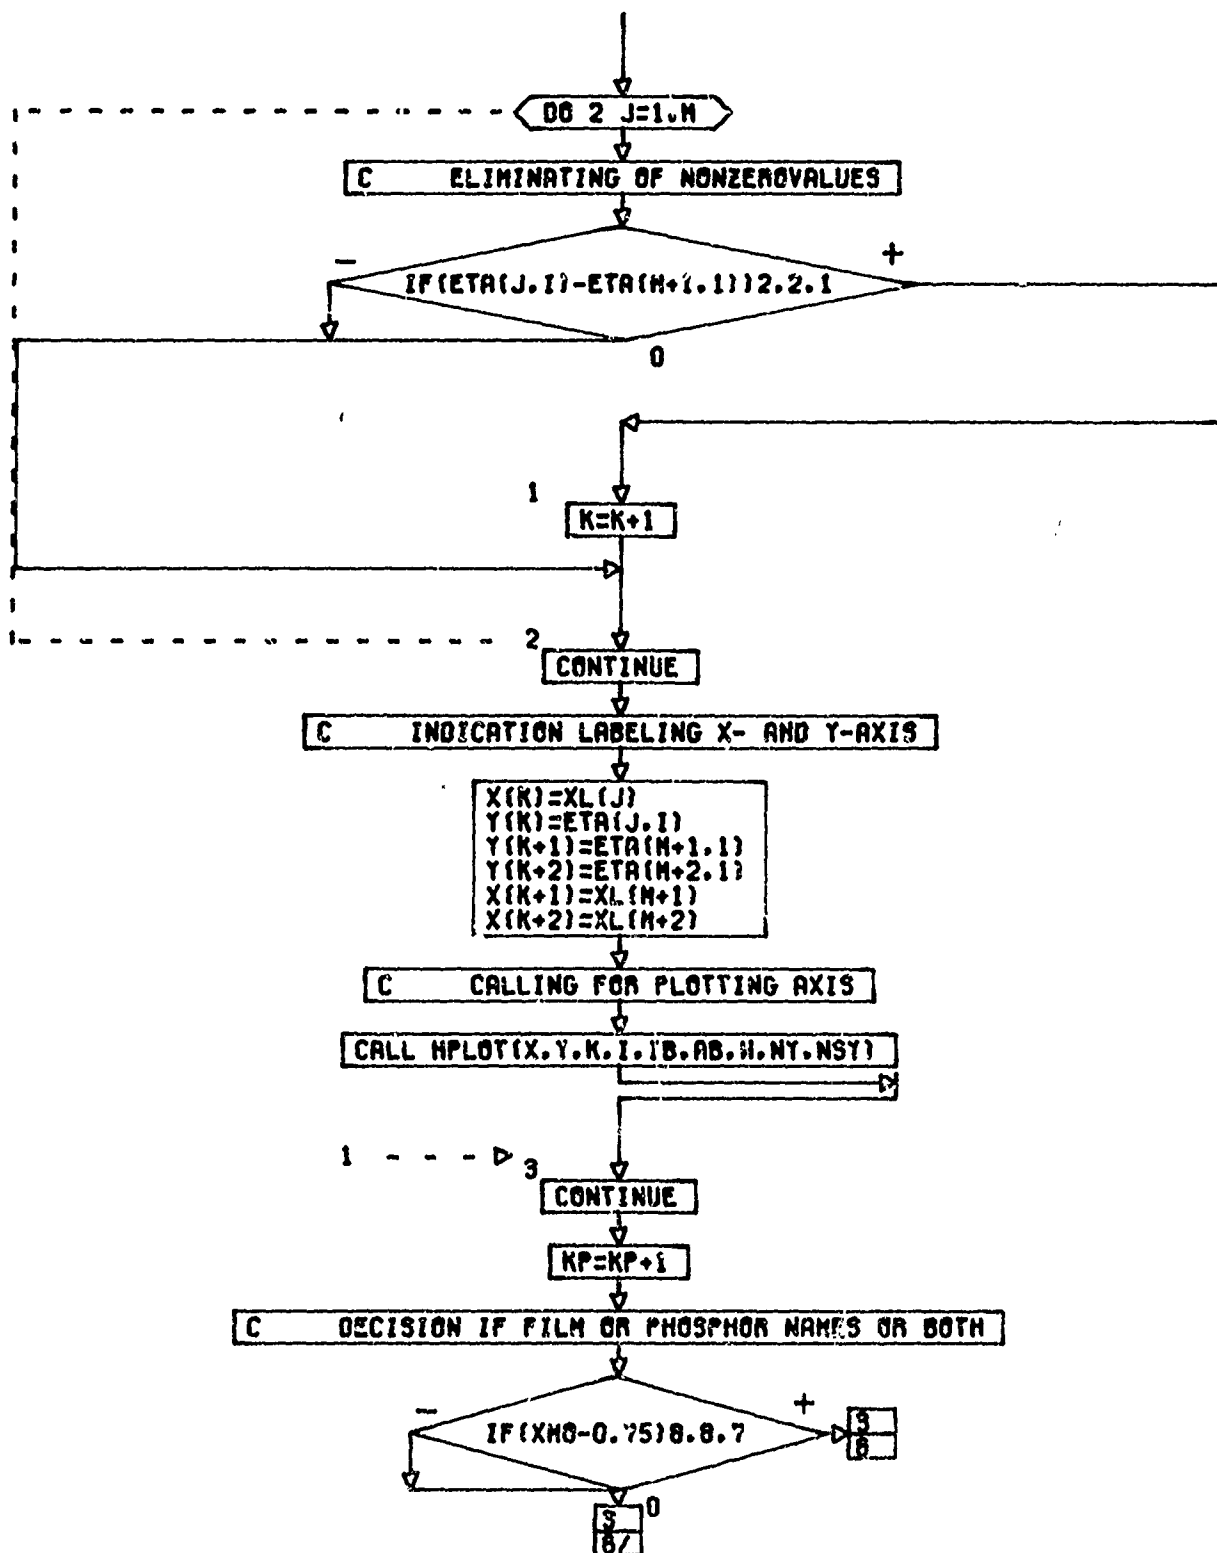 DO 2 J=1,M
C ELIMINATING OF NONZEROVALUES
- +
IF(ETA(J,I)-ETA(M+1,1))2,2,1
0
1
K=K+1
2
CONTINUE
C INDICATION LABELING X- AND Y-AXIS
X(K)=XL(J)
Y(K)=ETA(J,I)
Y(K+1)=ETA(M+1,1)
Y(K+2)=ETA(M+2,1)
X(K+1)=XL(M+1)
X(K+2)=XL(M+2)
C CALLING FOR PLOTTING AXIS
CALL HPLOT(X,Y,K,I,IB,AB,N,NY,NSY)
1
3
CONTINUE
KP=KP+1
C DECISION IF FILM OR PHOSPHOR NAMES OR BOTH
- +
IF(XMO-0.75)8,8,7
0